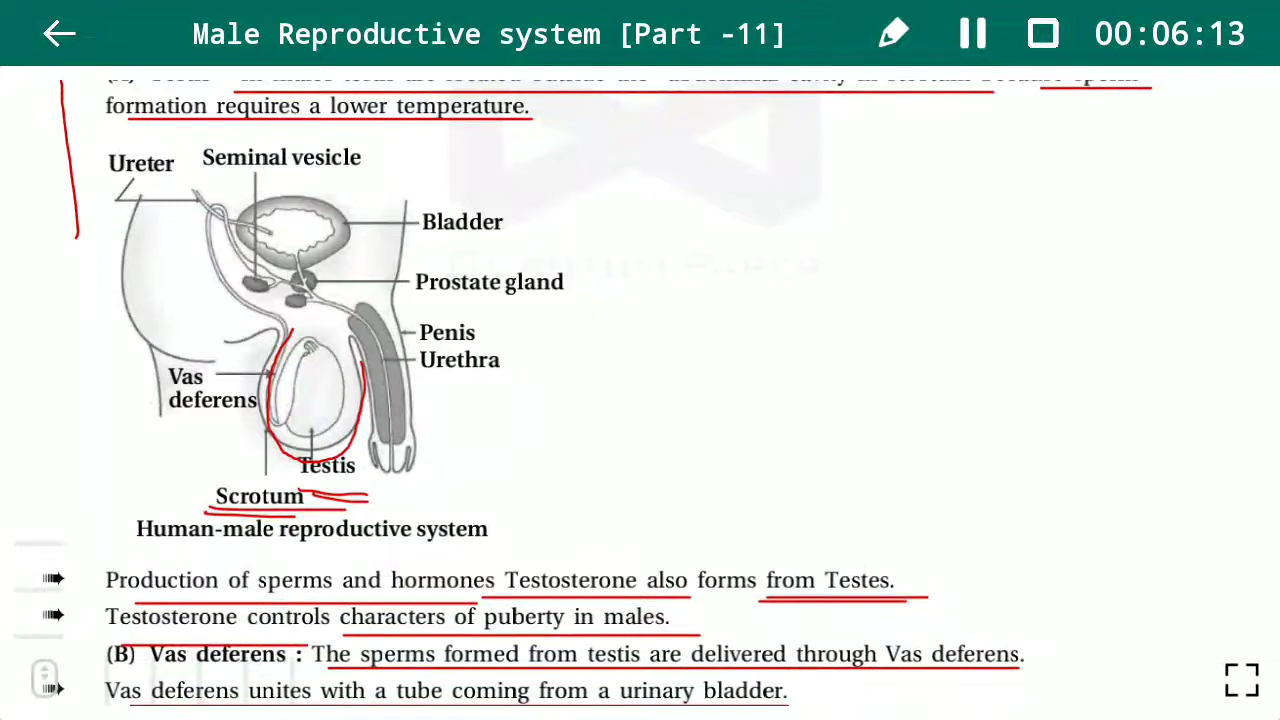 Male Reproductive system [Part -11]
00:06:13
formation requires a lower temperature.
Ureter
Seminal vesicle
Bladder
Prostate gland
Penis
Urethra
Vas
deferens
Testis
Scrotum
Human-male reproductive system
Production of sperms and hormones Testosterone also forms from Testes.
Testosterone controls characters of puberty in males.
(B) Vas deferens : The sperms formed from testis are delivered through Vas deferens.
Vas deferens unites with a tube coming from a urinary bladder.